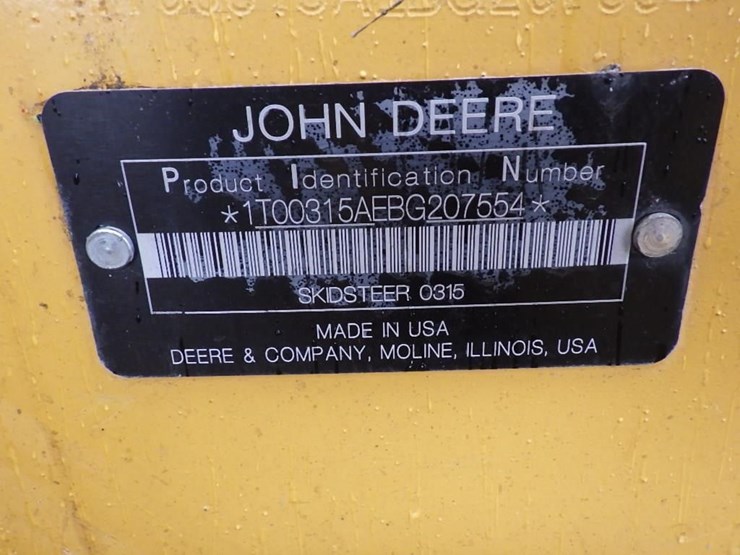 JOHN DEERE
Product Identification Number
*1T00315AEBG207554*
SKIDSTEER 0315
MADE IN USA
DEERE & COMPANY, MOLINE, ILLINOIS, USA